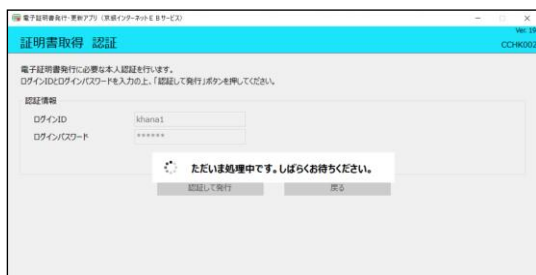 電子証明書発行・更新アプリ (京銀インターネットEBサービス)
Ver. 19
証明書取得 認証
CCHK002
電子証明書発行に必要な本人認証を行います。
ログインIDとログインパスワードを入力の上、「認証して発行」ボタンを押してください。
認証情報
ログインID
khana1
ログインパスワード
******
ただいま処理中です。しばらくお待ちください。
認証して発行
戻る